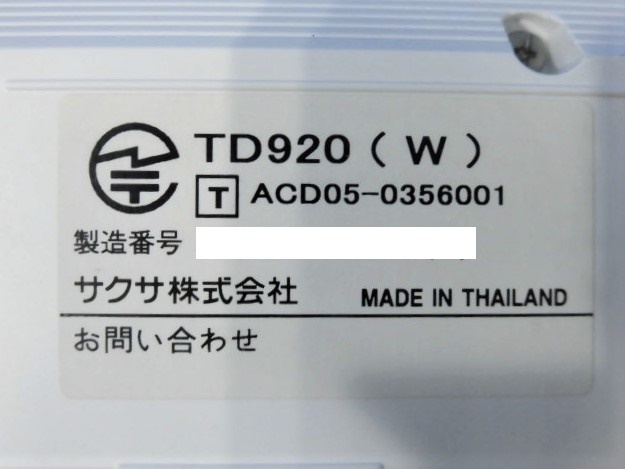 TD920 ( W )
T ACD05-0356001
製造番号
サクサ株式会社 MADE IN THAILAND
お問い合わせ